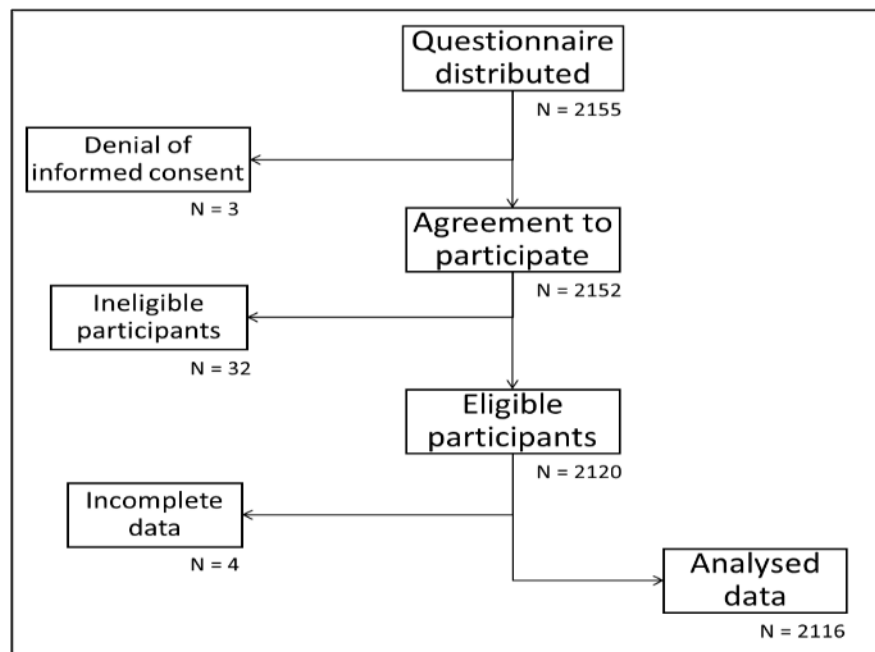 Questionnaire
distributed
N = 2155
Denial of
informed consent
N = 3
Agreement to
participate
N = 2152
Ineligible
participants
N = 32
Eligible
participants
N = 2120
Incomplete
data
N = 4
Analysed
data
N = 2116